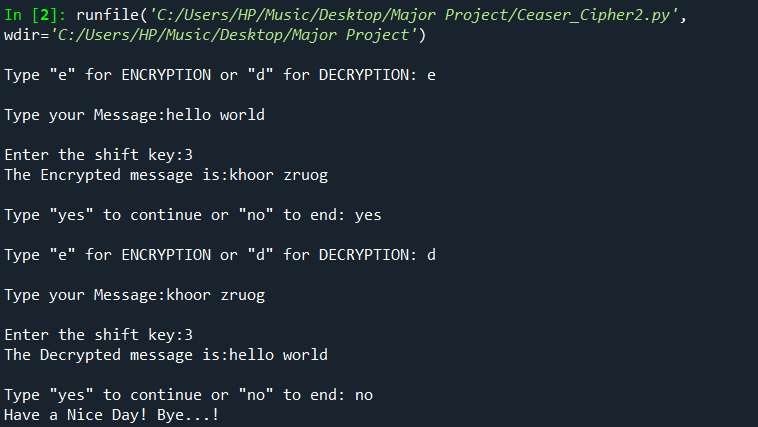 In [2]: runfile('C:/Users/HP/Music/Desktop/Major Project/Ceaser_Cipher2.py',
wdir='C:/Users/HP/Music/Desktop/Major Project')
Type "e" for ENCRYPTION or "d" for DECRYPTION: e
Type your Message:hello world
Enter the shift key:3
The Encrypted message is:khoor zruog
Type "yes" to continue or "no" to end: yes
Type "e" for ENCRYPTION or "d" for DECRYPTION: d
Type your Message:khoor zruog
Enter the shift key:3
The Decrypted message is:hello world
Type "yes" to continue or "no" to end: no
Have a Nice Day! Bye...!